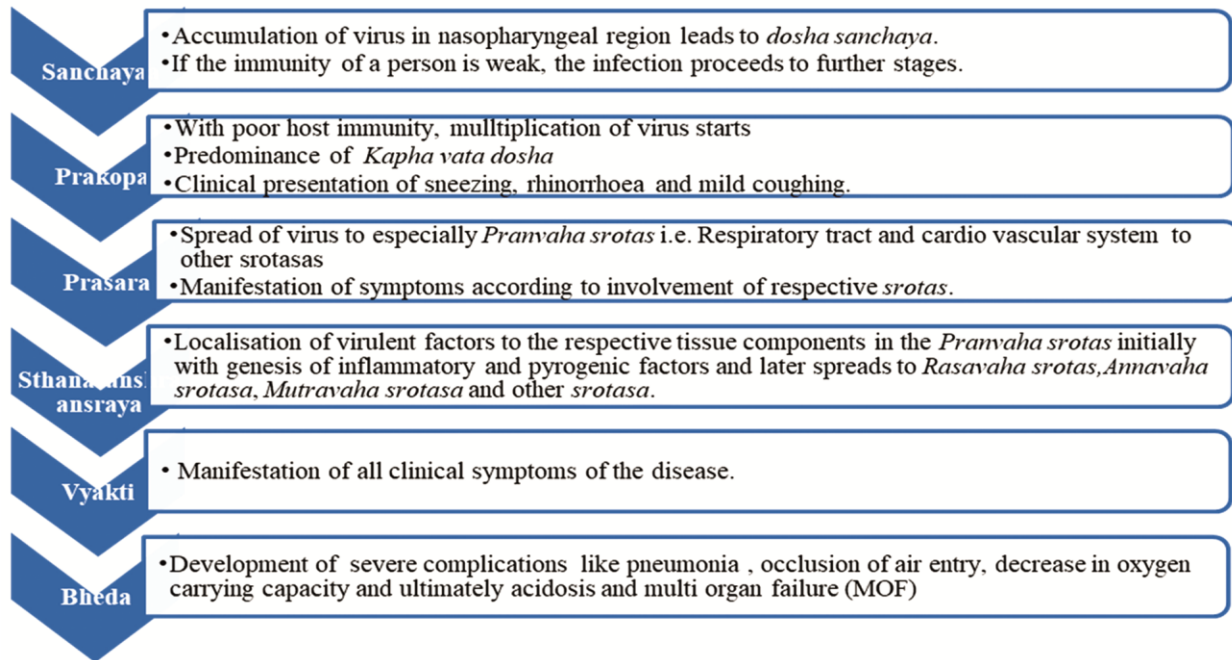 Sanchaya
•Accumulation of virus in nasopharyngeal region leads to dosha sanchaya.
•If the immunity of a person is weak, the infection proceeds to further stages.
Prakopa
•With poor host immunity, mulltiplication of virus starts
•Predominance of Kapha vata dosha
•Clinical presentation of sneezing, rhinorrhoea and mild coughing.
Prasara
•Spread of virus to especially Pranvaha srotas i.e. Respiratory tract and cardio vascular system to
other srotasas
•Manifestation of symptoms according to involvement of respective srotas.
ansraya
•Localisation of virulent factors to the respective tissue components in the Pranvaha srotas initially
with genesis of inflammatory and pyrogenic factors and later spreads to Rasavaha srotas,Annavaha
srotasa, Mutravaha srotasa and other srotasa.
Vyakti
• Manifestation of all clinical symptoms of the disease.
Bheda
•Development of severe complications like pneumonia , occlusion of air entry, decrease in oxygen
carrying capacity and ultimately acidosis and multi organ failure (MOF)